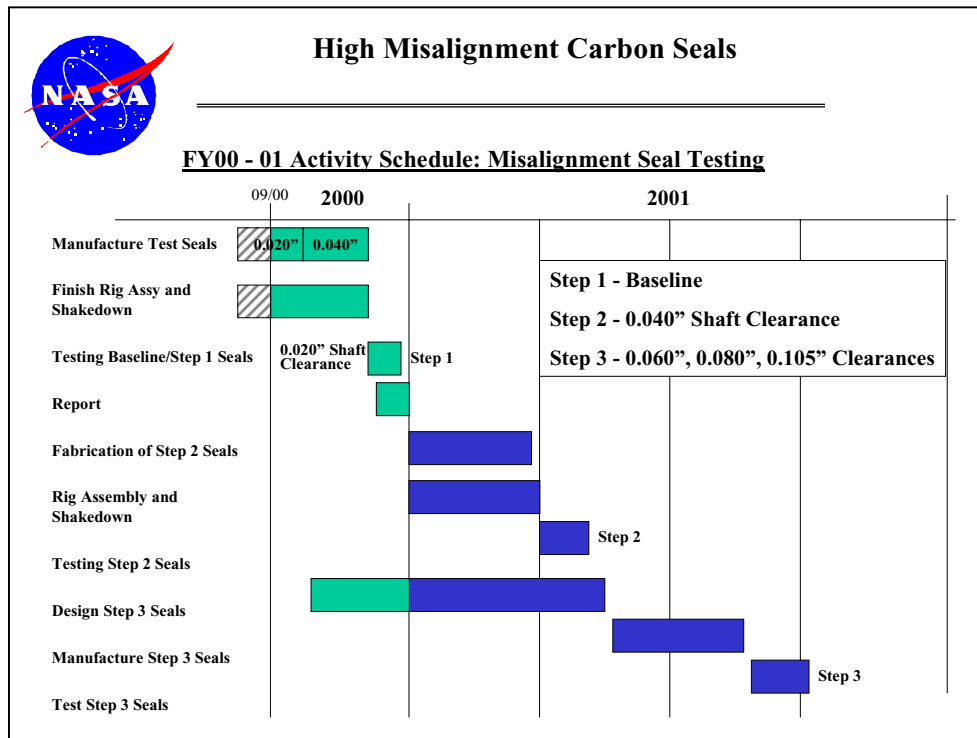 NASA
High Misalignment Carbon Seals
FY00 - 01 Activity Schedule: Misalignment Seal Testing
09/00 2000 2001
Manufacture Test Seals 0.020” 0.040”
Finish Rig Assy and
Shakedown
Step 1 - Baseline
Step 2 - 0.040” Shaft Clearance
Step 3 - 0.060”, 0.080”, 0.105” Clearances
Testing Baseline/Step 1 Seals 0.020” Shaft
Clearance Step 1
Report
Fabrication of Step 2 Seals
Rig Assembly and
Shakedown
Step 2
Testing Step 2 Seals
Design Step 3 Seals
Manufacture Step 3 Seals
Step 3
Test Step 3 Seals